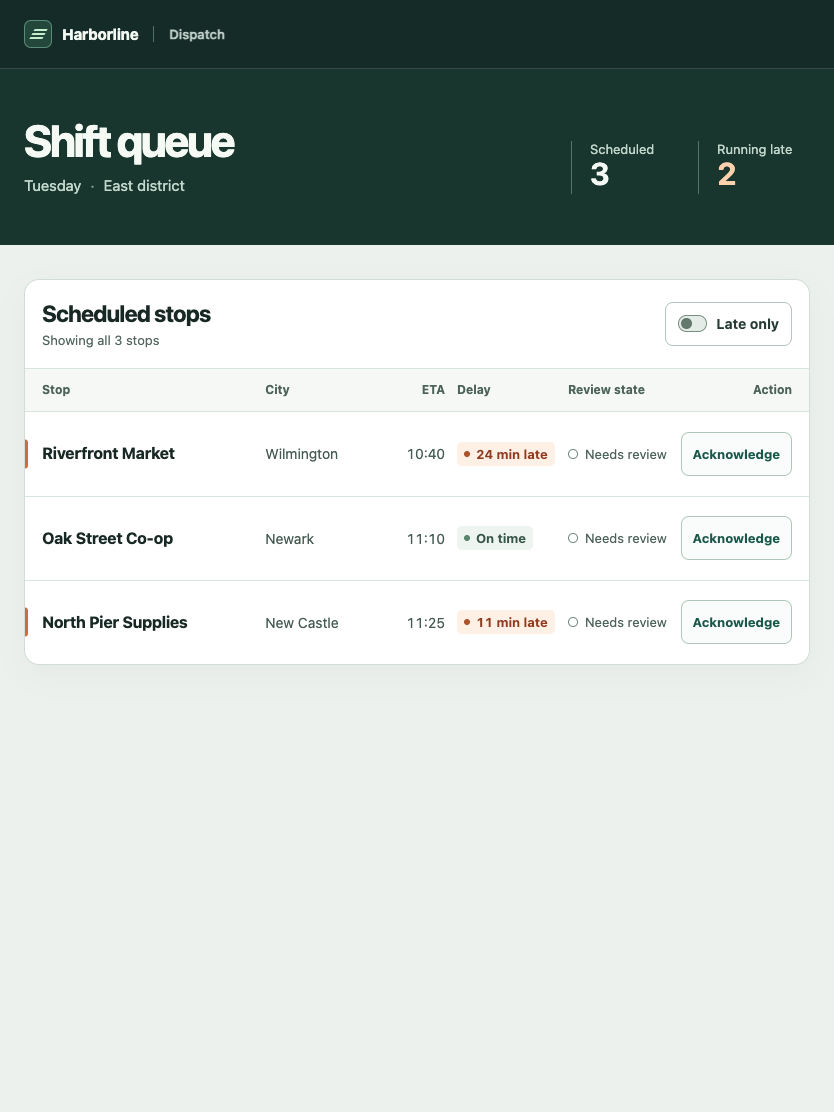 Harborline | Dispatch
Shift queue
Tuesday · East district
Scheduled
3
Running late
2
Scheduled stops
Showing all 3 stops
Late only
Stop City ETA Delay Review state Action
Riverfront Market Wilmington 10:40 24 min late Needs review Acknowledge
Oak Street Co-op Newark 11:10 On time Needs review Acknowledge
North Pier Supplies New Castle 11:25 11 min late Needs review Acknowledge